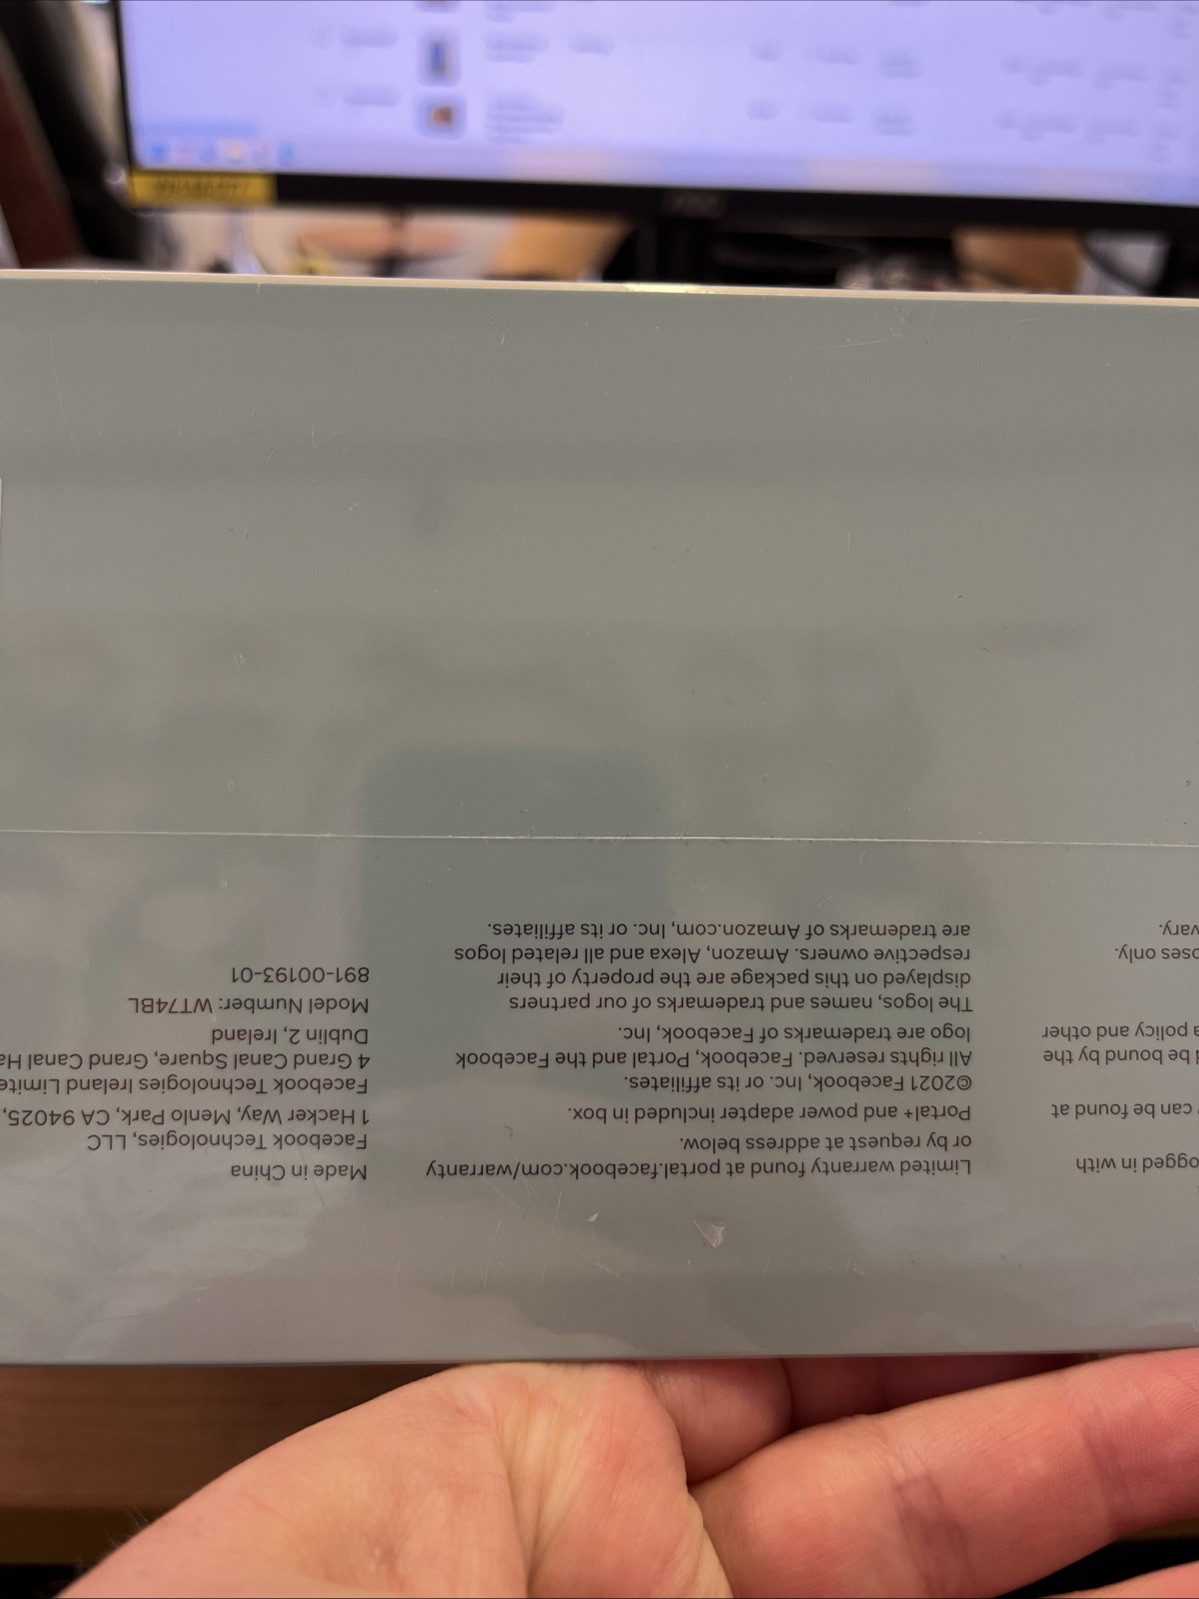 ogged in with
can be found at
d be bound by the
a policy and other
oses only.
vary.
Limited warranty found at portal.facebook.com/warranty
or by request at address below.
Portal+ and power adapter included in box.
©2021 Facebook, Inc. or its affiliates.
All rights reserved. Facebook, Portal and the Facebook
logo are trademarks of Facebook, Inc.
The logos, names and trademarks of our partners
displayed on this package are the property of their
respective owners. Amazon, Alexa and all related logos
are trademarks of Amazon.com, Inc. or its affiliates.
Made in China
Facebook Technologies, LLC
1 Hacker Way, Menlo Park, CA 94025,
Facebook Technologies Ireland Limite
4 Grand Canal Square, Grand Canal Ha
Dublin 2, Ireland
Model Number: WT74BL
891-00193-01